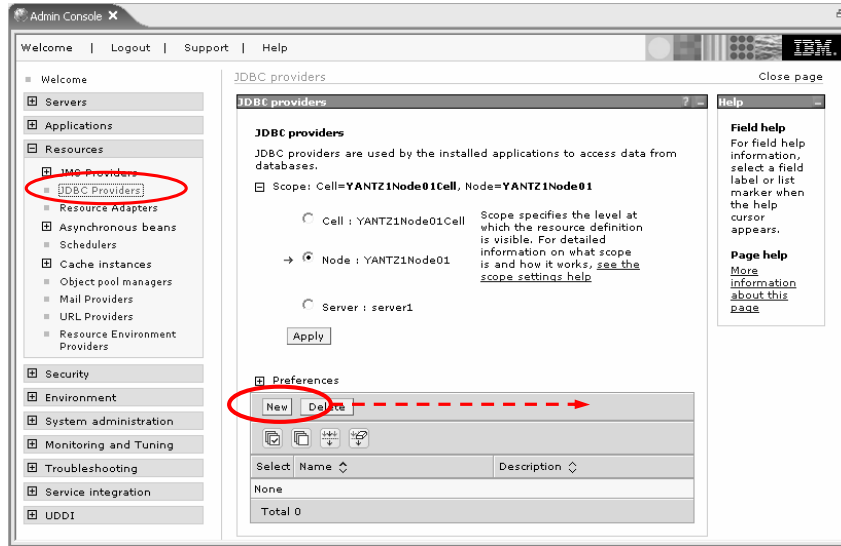 Admin Console
Welcome | Logout | Support | Help
IBM.
Welcome
Servers
Applications
Resources
JMS Providers
JDBC Providers
Resource Adapters
Asynchronous beans
Schedulers
Cache instances
Object pool managers
Mail Providers
URL Providers
Resource Environment
Providers
Security
Environment
System administration
Monitoring and Tuning
Troubleshooting
Service integration
UDDI
JDBC providers
Close page
JDBC providers
? _
JDBC providers
JDBC providers are used by the installed applications to access data from
databases.
Scope: Cell=YANTZ1Node01Cell, Node=YANTZ1Node01
Cell : YANTZ1Node01Cell
Node : YANTZ1Node01
Server : server1
Scope specifies the level at
which the resource definition
is visible. For detailed
information on what scope
is and how it works, see the
scope settings help
Apply
Preferences
New Delete
Select Name Description
None
Total 0
Help _
Field help
For field help
information,
select a field
label or list
marker when
the help
cursor
appears.
Page help
More
information
about this
page